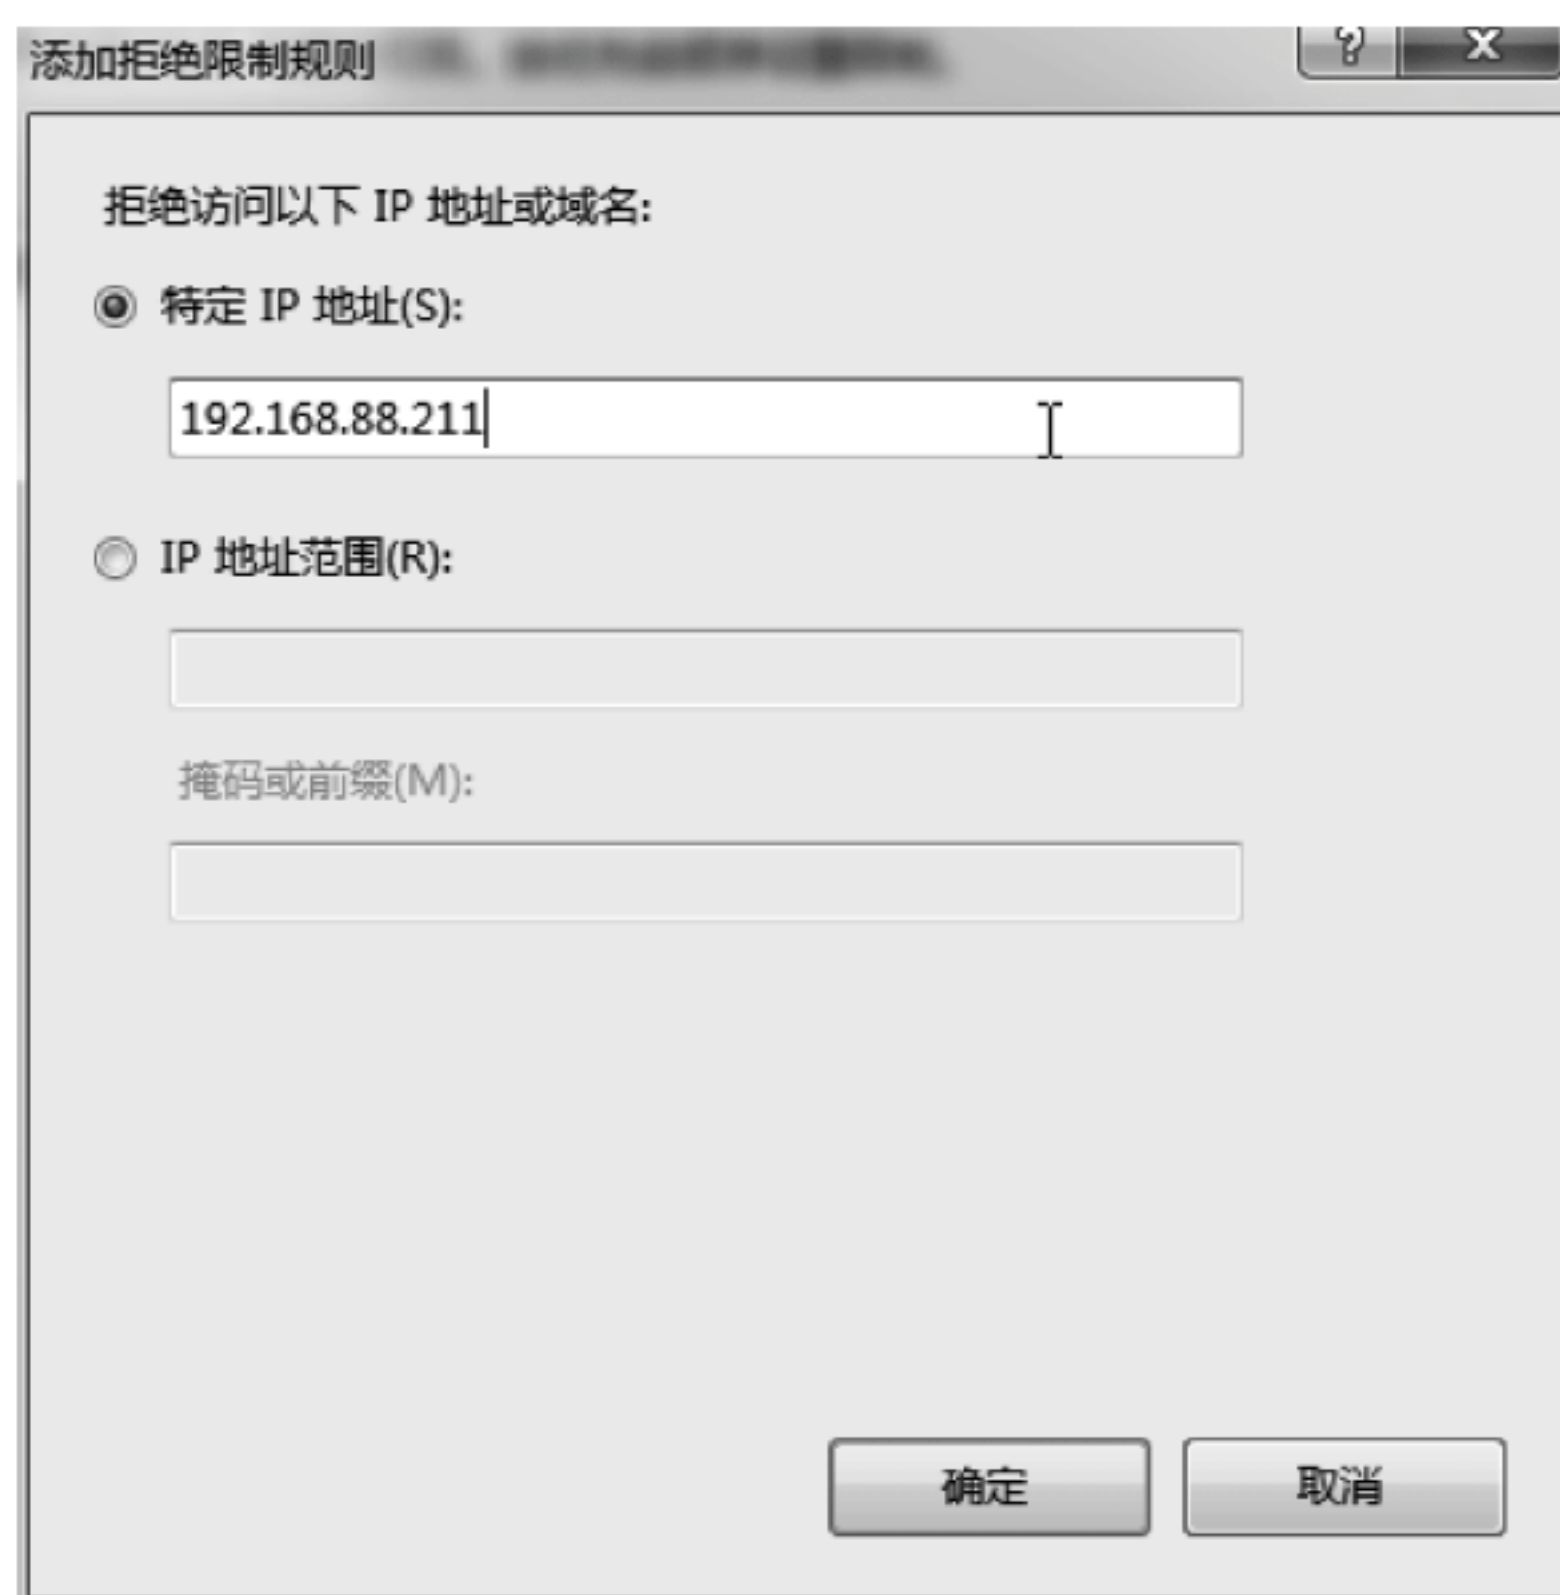 添加拒绝限制规则
拒绝访问以下 IP 地址或域名:
特定 IP 地址(S):
192.168.88.211
IP 地址范围(R):
掩码或前缀(M):
确定 取消